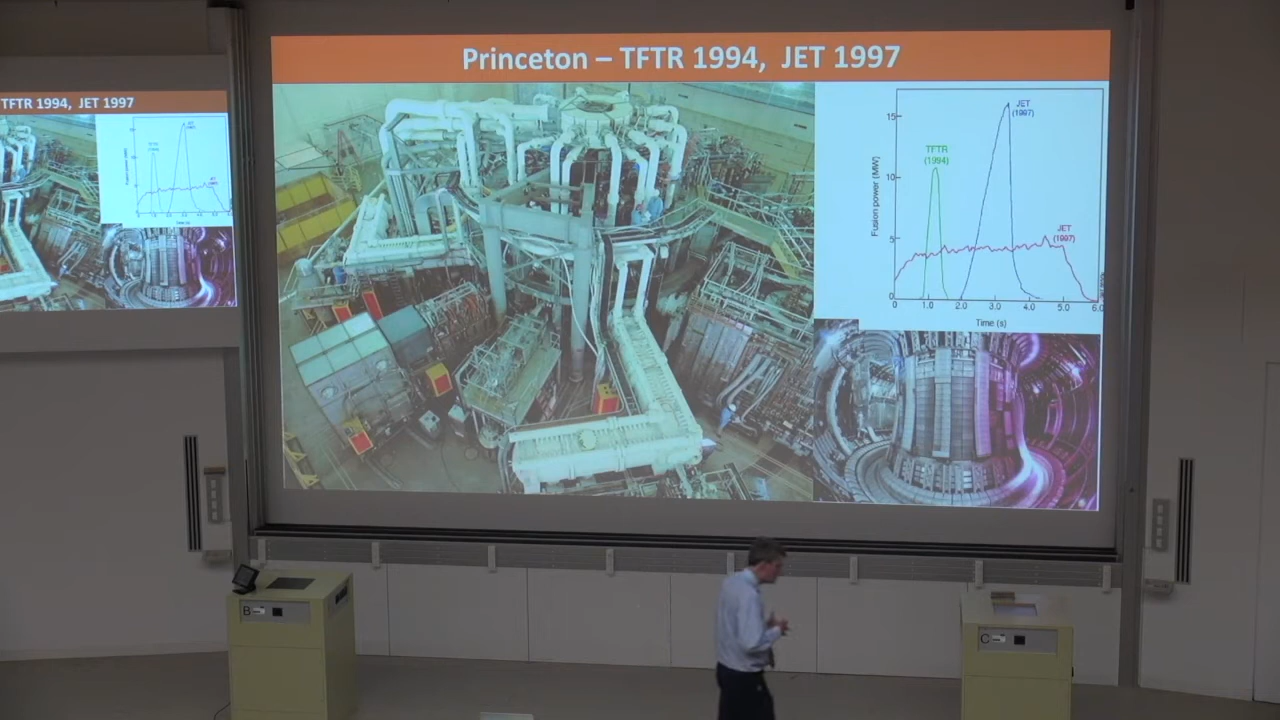 Princeton – TFTR 1994, JET 1997
TFTR 1994, JET 1997
JET
(1997)
TFTR
(1994)
JET
(1997)
Fusion power (MW)
15
10
5
0
0
1.0
2.0
3.0
4.0
5.0
6.0
Time (s)
B
C